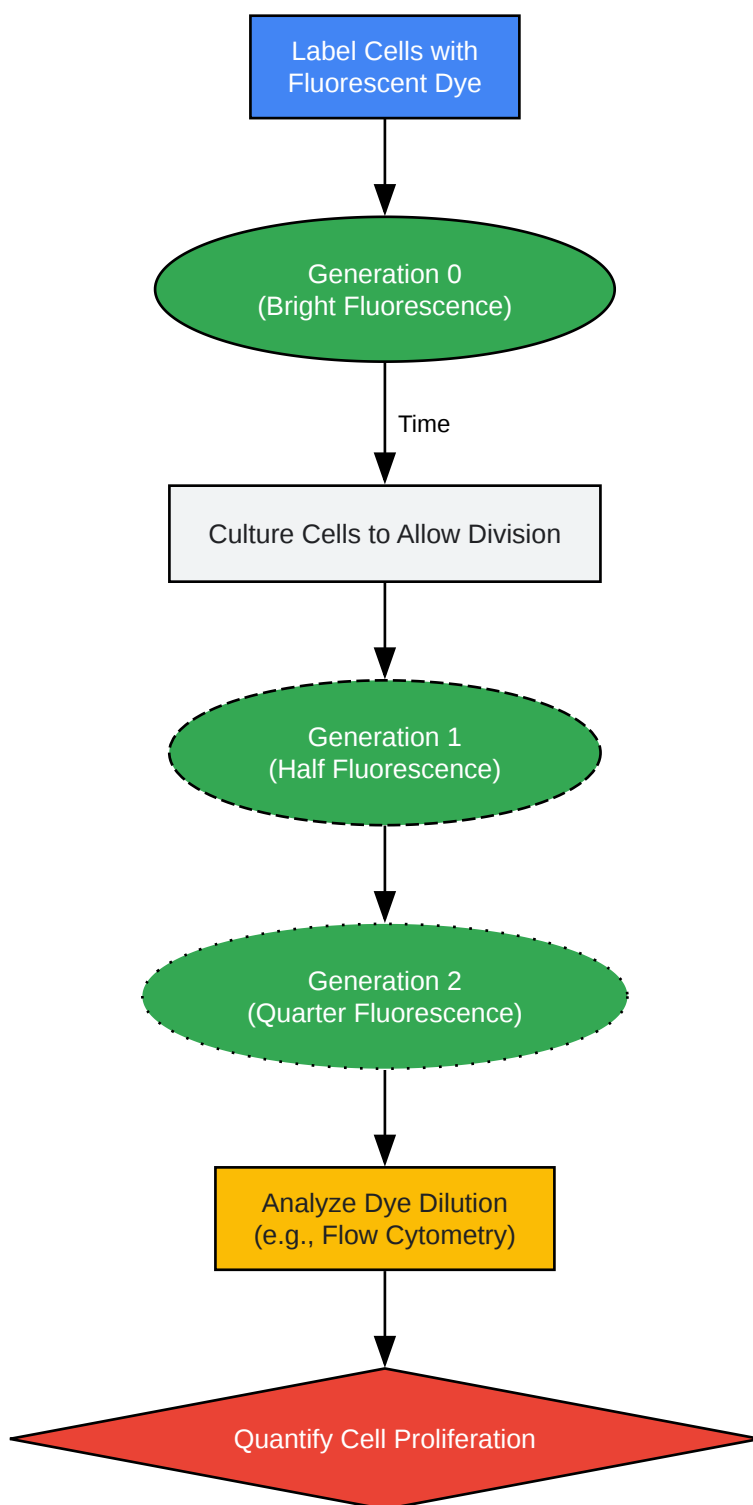 Label Cells with
Fluorescent Dye
Generation 0
(Bright Fluorescence)
Time
Culture Cells to Allow Division
Generation 1
(Half Fluorescence)
Generation 2
(Quarter Fluorescence)
Analyze Dye Dilution
(e.g., Flow Cytometry)
Quantify Cell Proliferation